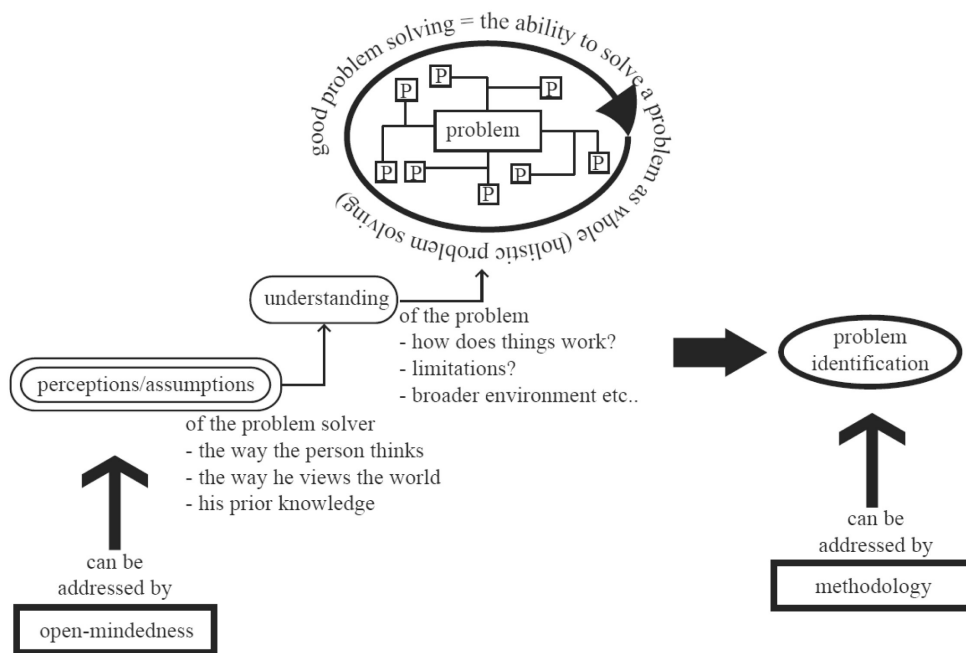 good problem solving = the ability to solve a problem as whole (holistic problem solving)
P
P
P
problem
P
P
P
P
P
understanding
of the problem
- how does things work?
- limitations?
- broader environment etc..
problem
identification
perceptions/assumptions
of the problem solver
- the way the person thinks
- the way he views the world
- his prior knowledge
can be
addressed by
open-mindedness
can be
addressed by
methodology